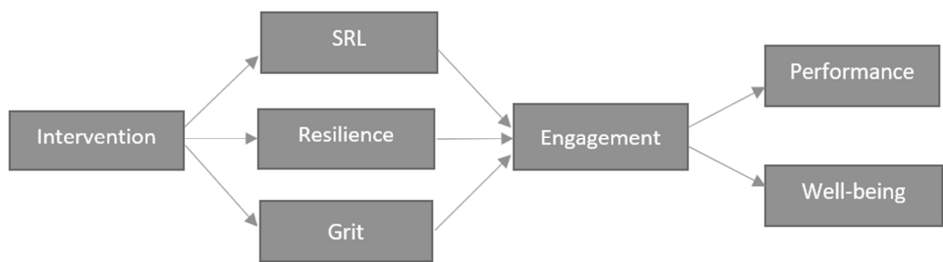 SRL
Performance
Intervention
Resilience
Engagement
Well-being
Grit